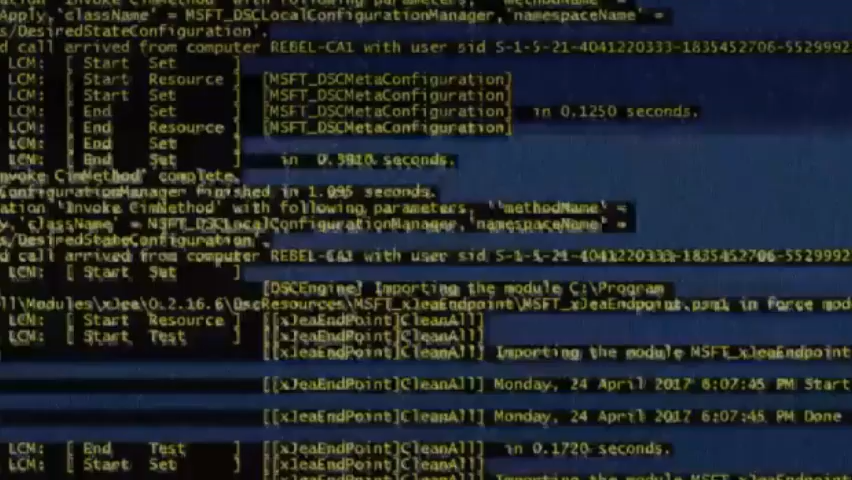 Apply,'className' = MSFT_DSCLocalConfigurationManager,'namespaceName' =
s/DesiredStateConfiguration'.
d call arrived from computer REBEL-CA1 with user sid S-1-5-21-4041220333-1835452706-5529992
LCM: [ Start Set ]
LCM: [ Start Resource ] [MSFT_DSCMetaConfiguration]
LCM: [ Start Set ] [MSFT_DSCMetaConfiguration]
LCM: [ End Set ] [MSFT_DSCMetaConfiguration] in 0.1250 seconds.
LCM: [ End Resource ] [MSFT_DSCMetaConfiguration]
LCM: [ End Set ]
LCM: [ End Set ] in 0.3910 seconds.
nvoke CimMethod' complete.
ConfigurationManager finished in 1.095 seconds.
ation 'Invoke CimMethod' with following parameters, ''methodName' =
y,'className' = MSFT_DSCLocalConfigurationManager,'namespaceName' =
s/DesiredStateConfiguration'.
d call arrived from computer REBEL-CA1 with user sid S-1-5-21-4041220333-1835452706-5529992
LCM: [ Start Set ]
[DSCEngine] Importing the module C:\Program
ll\Modules\xJea\0.2.16.6\DscResources\MSFT_xJeaEndpoint\MSFT_xJeaEndpoint.psm1 in force mod
LCM: [ Start Resource ] [[xJeaEndPoint]CleanAll]
LCM: [ Start Test ] [[xJeaEndPoint]CleanAll]
[[xJeaEndPoint]CleanAll] Importing the module MSFT_xJeaEndpoint
[[xJeaEndPoint]CleanAll] Monday, 24 April 2017 6:07:45 PM Start
[[xJeaEndPoint]CleanAll] Monday, 24 April 2017 6:07:45 PM Done
LCM: [ End Test ] [[xJeaEndPoint]CleanAll] in 0.1720 seconds.
LCM: [ Start Set ] [[xJeaEndPoint]CleanAll]